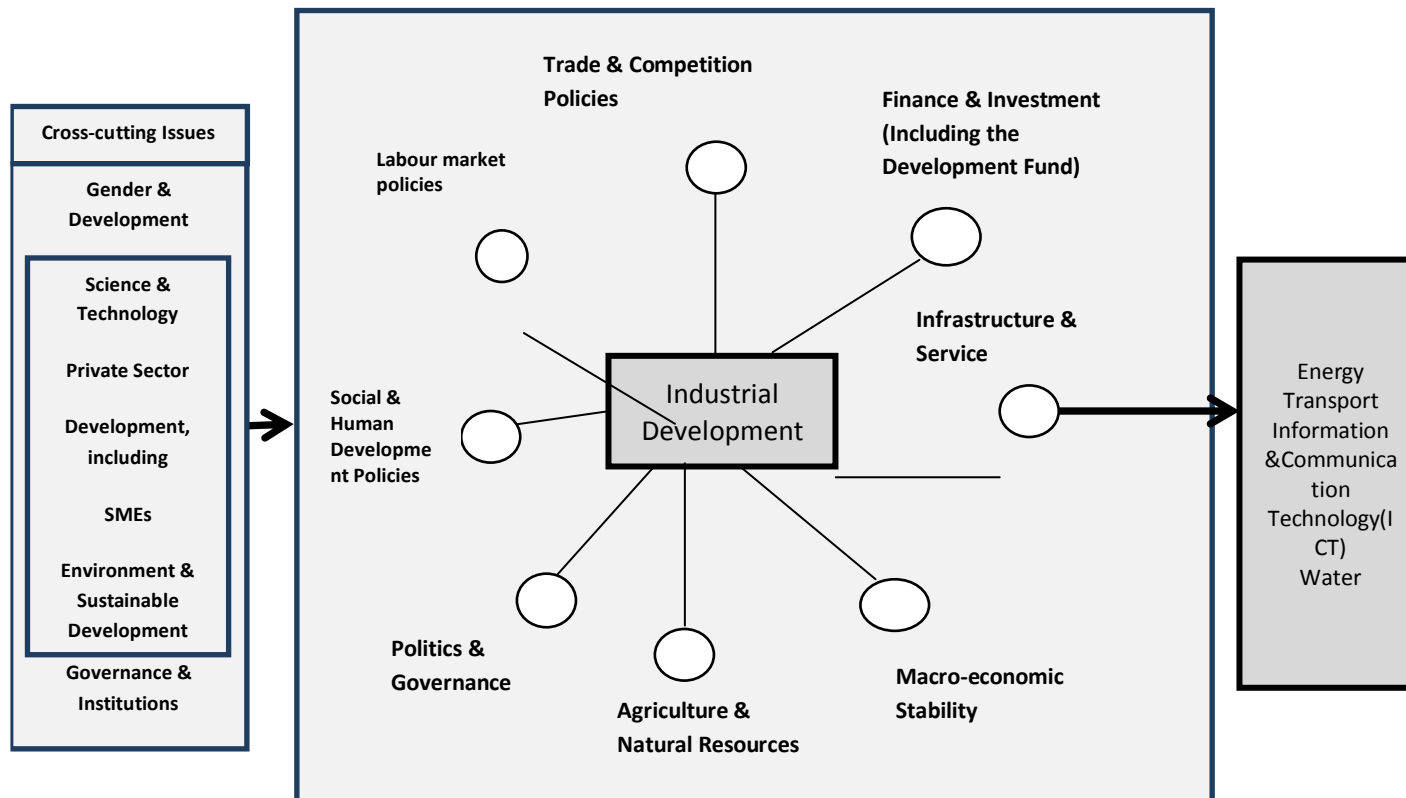 Cross-cutting Issues
Gender &
Development
Science &
Technology
Private Sector
Development,
including
SMEs
Environment &
Sustainable
Development
Governance &
Institutions
Trade & Competition
Policies
Finance & Investment
(Including the
Development Fund)
Labour market
policies
Infrastructure &
Service
Industrial
Development
Social &
Human
Developme
nt Policies
Politics &
Governance
Agriculture &
Natural Resources
Macro-economic
Stability
Energy
Transport
Information
&Communica
tion
Technology(I
CT)
Water